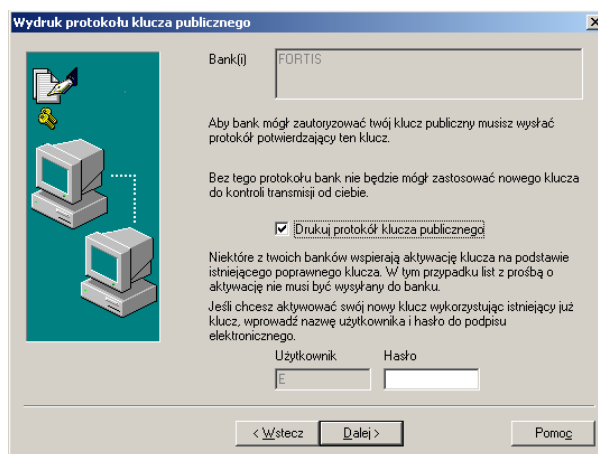 Wydruk protokołu klucza publicznego
Bank(i)
FORTIS
Aby bank mógł zautoryzować twój klucz publiczny musisz wysłać
protokół potwierdzający ten klucz.
Bez tego protokołu bank nie będzie mógł zastosować nowego klucza
do kontroli transmisji od ciebie.
Drukuj protokół klucza publicznego
Niektóre z twoich banków wspierają aktywację klucza na podstawie
istniejącego poprawnego klucza. W tym przypadku list z prośbą o
aktywację nie musi być wysyłany do banku.
Jeśli chcesz aktywować swój nowy klucz wykorzystując istniejący już
klucz, wprowadź nazwę użytkownika i hasło do podpisu
elektronicznego.
Użytkownik Hasło
E
< Wstecz Dalej > Pomoc